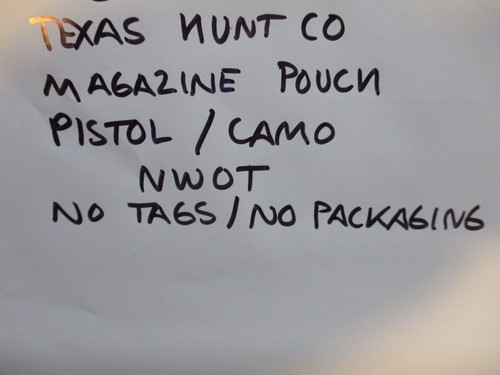 TEXAS HUNT CO
MAGAZINE POUCH
PISTOL / CAMO
NWOT
NO TAGS / NO PACKAGING